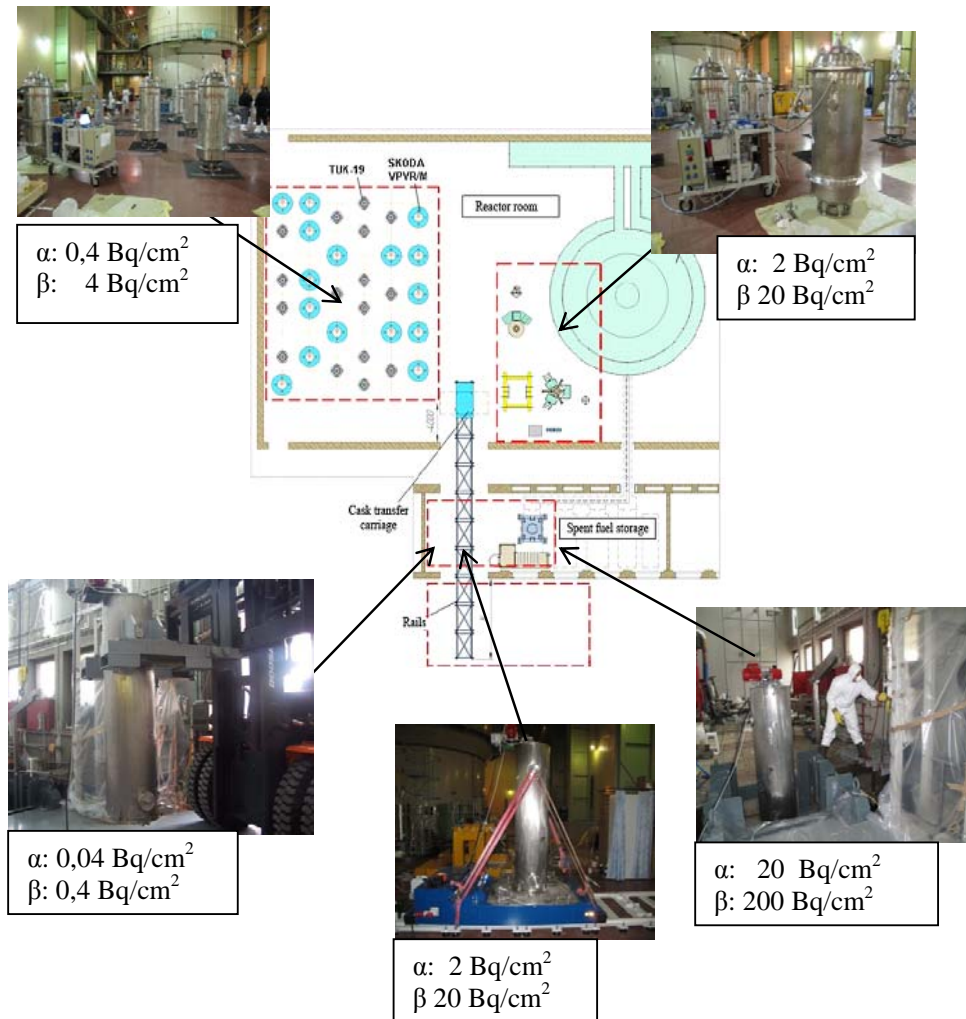 TUK-19
SKODA
VPVR/M
Reactor room
α: 0,4 Bq/cm²
β: 4 Bq/cm²
α: 2 Bq/cm²
β 20 Bq/cm²
Cask transfer
carriage
Spent fuel storage
Rails
α: 0,04 Bq/cm²
β: 0,4 Bq/cm²
α: 2 Bq/cm²
β 20 Bq/cm²
α: 20 Bq/cm²
β: 200 Bq/cm²